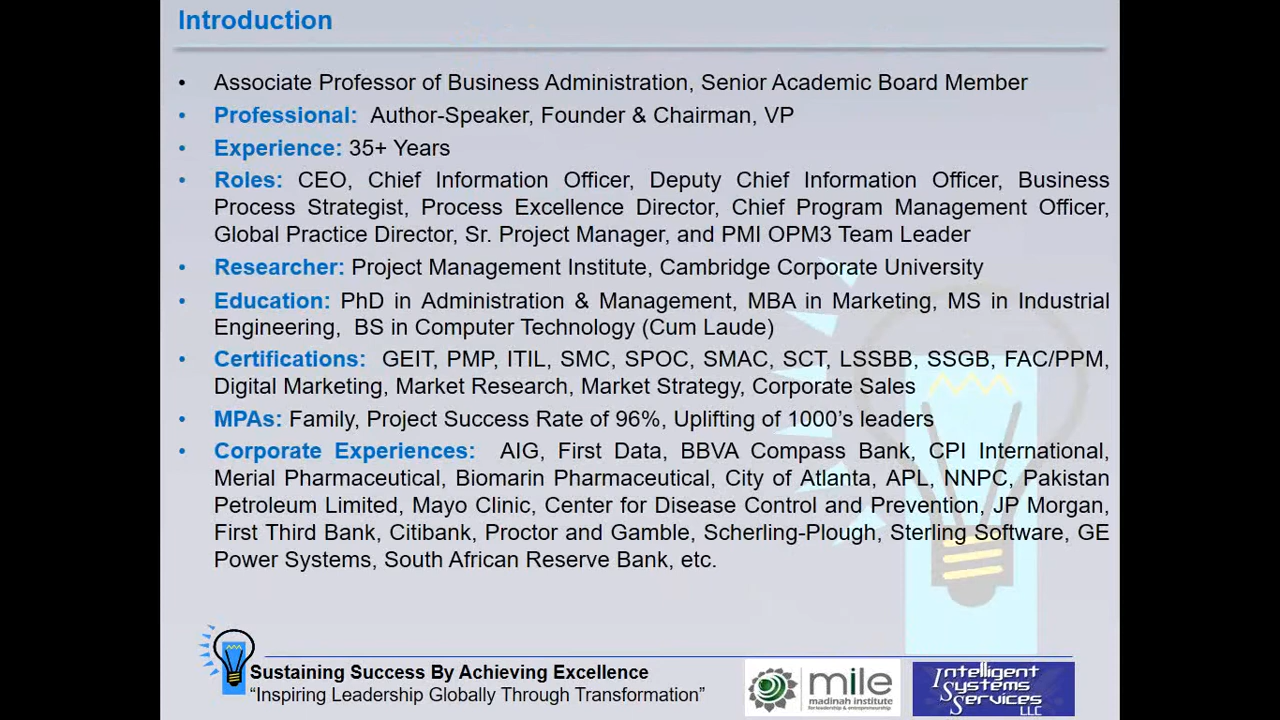 Introduction
• Associate Professor of Business Administration, Senior Academic Board Member
• Professional: Author-Speaker, Founder & Chairman, VP
• Experience: 35+ Years
• Roles: CEO, Chief Information Officer, Deputy Chief Information Officer, Business
Process Strategist, Process Excellence Director, Chief Program Management Officer,
Global Practice Director, Sr. Project Manager, and PMI OPM3 Team Leader
• Researcher: Project Management Institute, Cambridge Corporate University
• Education: PhD in Administration & Management, MBA in Marketing, MS in Industrial
Engineering, BS in Computer Technology (Cum Laude)
• Certifications: GEIT, PMP, ITIL, SMC, SPOC, SMAC, SCT, LSSBB, SSGB, FAC/PPM,
Digital Marketing, Market Research, Market Strategy, Corporate Sales
• MPAs: Family, Project Success Rate of 96%, Uplifting of 1000’s leaders
• Corporate Experiences: AIG, First Data, BBVA Compass Bank, CPI International,
Merial Pharmaceutical, Biomarin Pharmaceutical, City of Atlanta, APL, NNPC, Pakistan
Petroleum Limited, Mayo Clinic, Center for Disease Control and Prevention, JP Morgan,
First Third Bank, Citibank, Proctor and Gamble, Scherling-Plough, Sterling Software, GE
Power Systems, South African Reserve Bank, etc.
Sustaining Success By Achieving Excellence
“Inspiring Leadership Globally Through Transformation”
mile
madinah institute
for leadership & entrepreneurship
Intelligent
Systems
Services
LLC